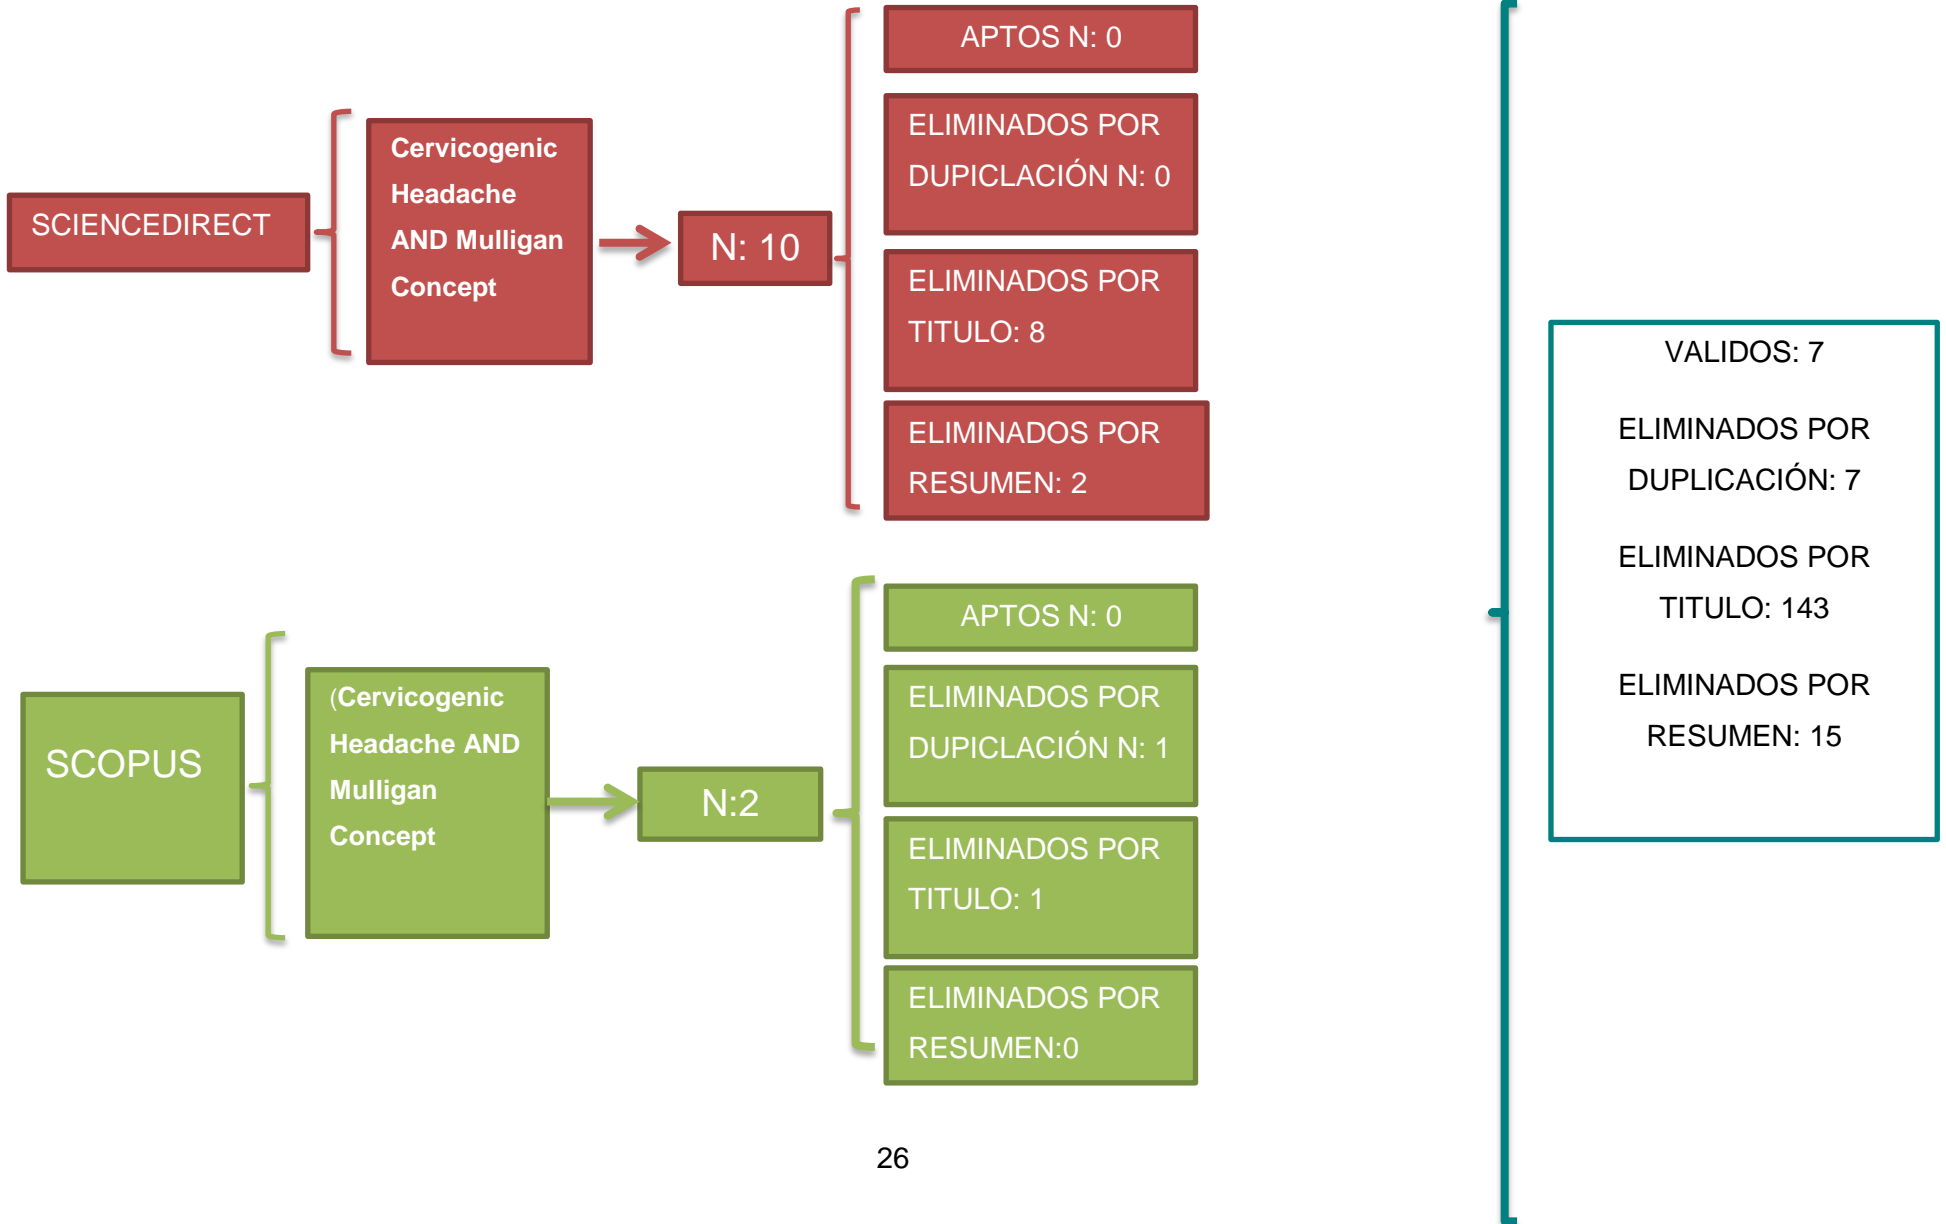 SCIENCEDIRECT
Cervicogenic
Headache
AND Mulligan
Concept
N: 10
APTOS N: 0
ELIMINADOS POR
DUPICLACIÓN N: 0
ELIMINADOS POR
TITULO: 8
ELIMINADOS POR
RESUMEN: 2
SCOPUS
(Cervicogenic
Headache AND
Mulligan
Concept
N:2
APTOS N: 0
ELIMINADOS POR
DUPICLACIÓN N: 1
ELIMINADOS POR
TITULO: 1
ELIMINADOS POR
RESUMEN:0
VALIDOS: 7
ELIMINADOS POR
DUPLICACIÓN: 7
ELIMINADOS POR
TITULO: 143
ELIMINADOS POR
RESUMEN: 15
26